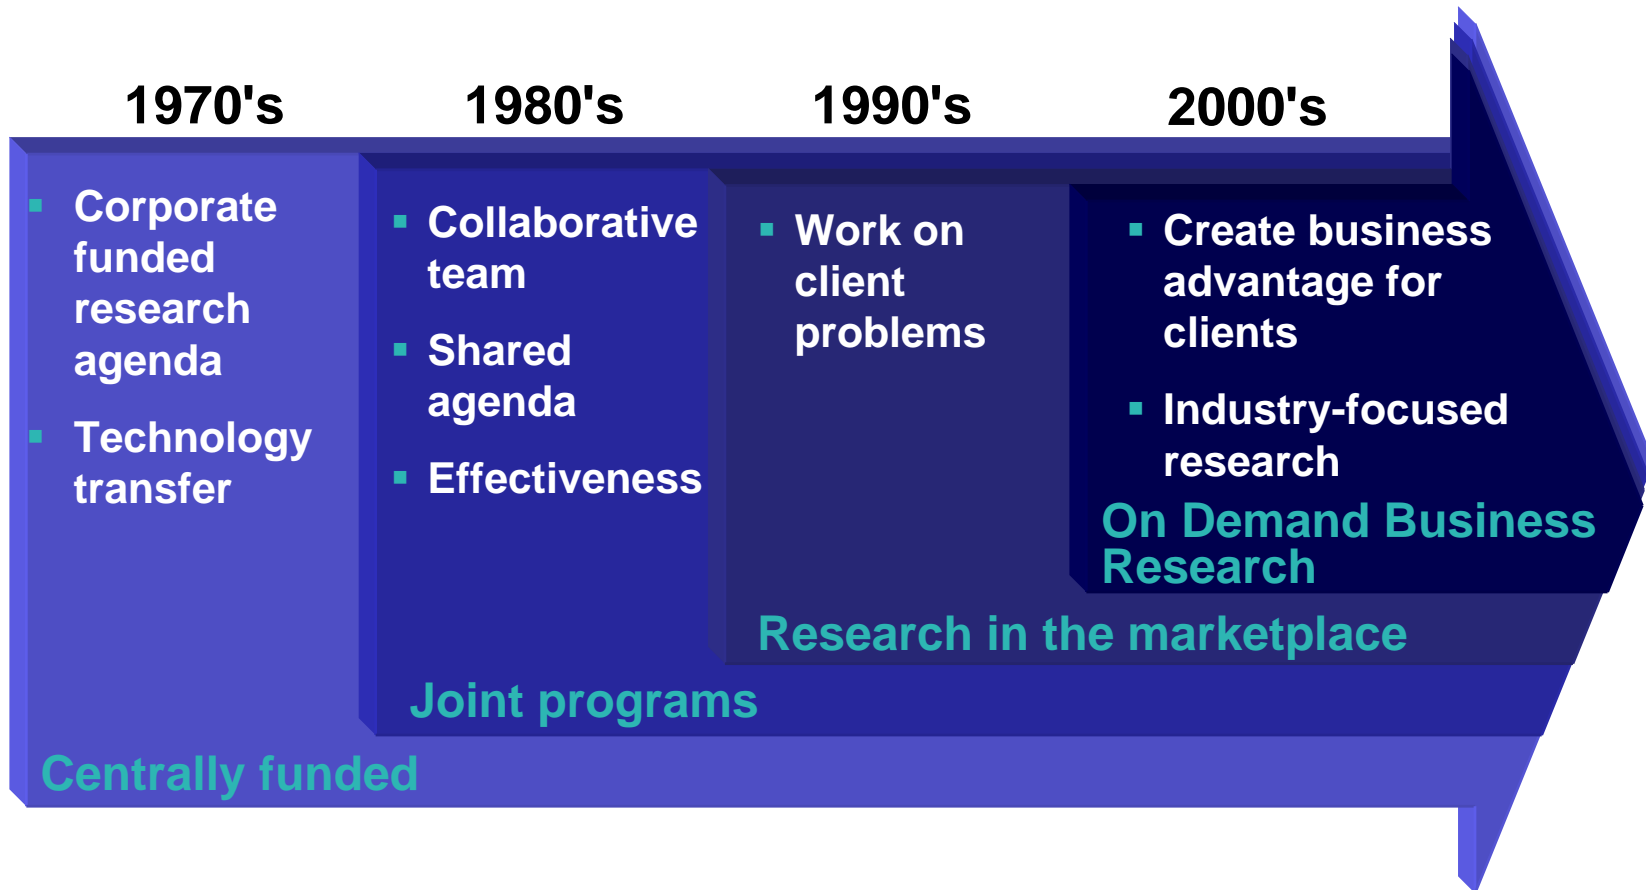 1970's
1980's
1990's
2000's
▪ Corporate
funded
research
agenda
▪ Technology
transfer
Centrally funded
▪ Collaborative
team
▪ Shared
agenda
▪ Effectiveness
Joint programs
▪ Work on
client
problems
Research in the marketplace
▪ Create business
advantage for
clients
▪ Industry-focused
research
On Demand Business
Research